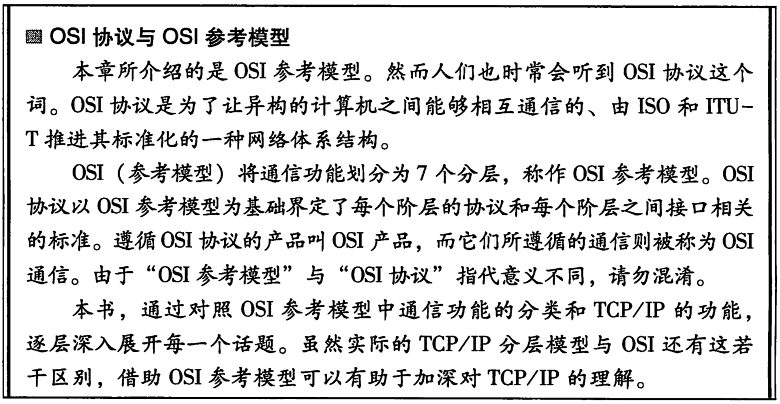 OSI 协议与 OSI 参考模型
本章所介绍的是 OSI 参考模型。然而人们也时常会听到 OSI 协议这个
词。OSI 协议是为了让异构的计算机之间能够相互通信的、由 ISO 和 ITU-
T 推进其标准化的一种网络体系结构。
OSI（参考模型）将通信功能划分为 7 个分层，称作 OSI 参考模型。OSI
协议以 OSI 参考模型为基础界定了每个阶层的协议和每个阶层之间接口相关
的标准。遵循 OSI 协议的产品叫 OSI 产品，而它们所遵循的通信则被称为 OSI
通信。由于“OSI 参考模型”与“OSI 协议”指代意义不同，请勿混淆。
本书，通过对照 OSI 参考模型中通信功能的分类和 TCP/IP 的功能，
逐层深入展开每一个话题。虽然实际的 TCP/IP 分层模型与 OSI 还有这若
干区别，借助 OSI 参考模型可以有助于加深对 TCP/IP 的理解。